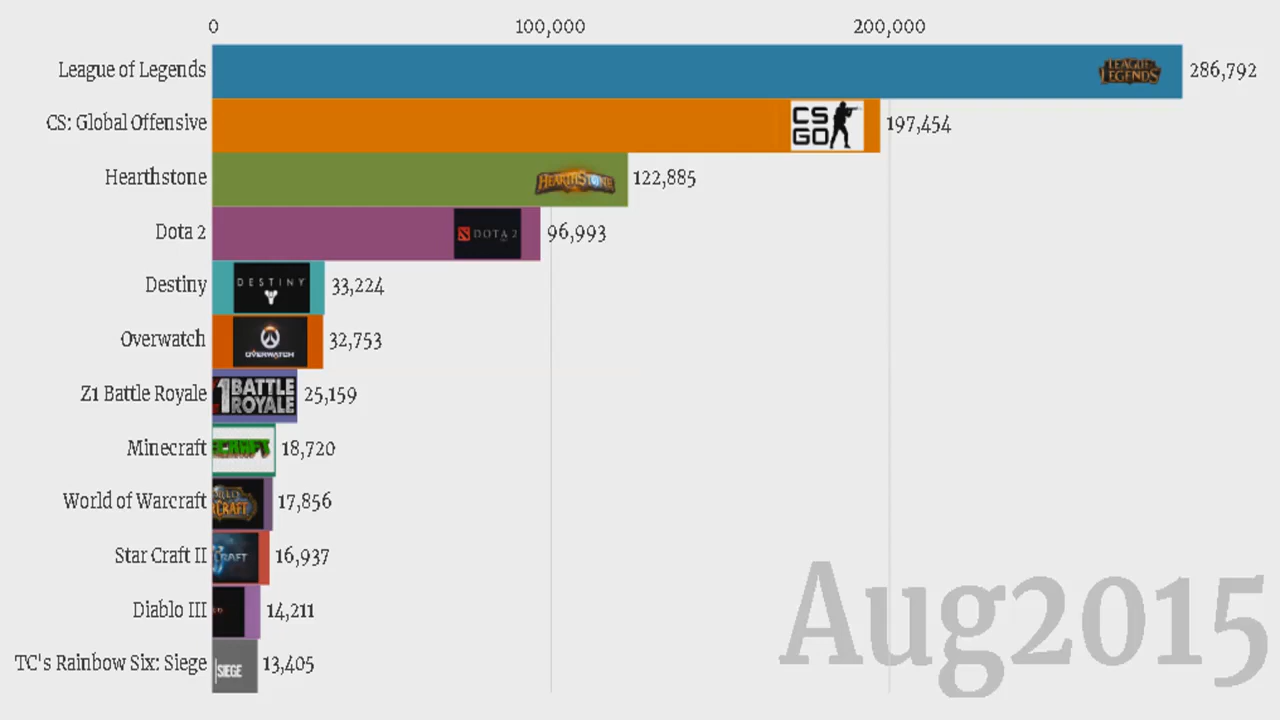 0 100,000 200,000
League of Legends LEAGUE LEGENDS 286,792
CS: Global Offensive CS GO 197,454
Hearthstone HEARTHSTONE 122,885
Dota 2 DOTA 2 96,993
Destiny DESTINY 33,224
Overwatch OVERWATCH 32,753
Z1 Battle Royale 1 BATTLE ROYALE 25,159
Minecraft 18,720
World of Warcraft 17,856
Star Craft II RAFT 16,937
Diablo III 14,211
TC's Rainbow Six: Siege SIEGE 13,405
Aug2015